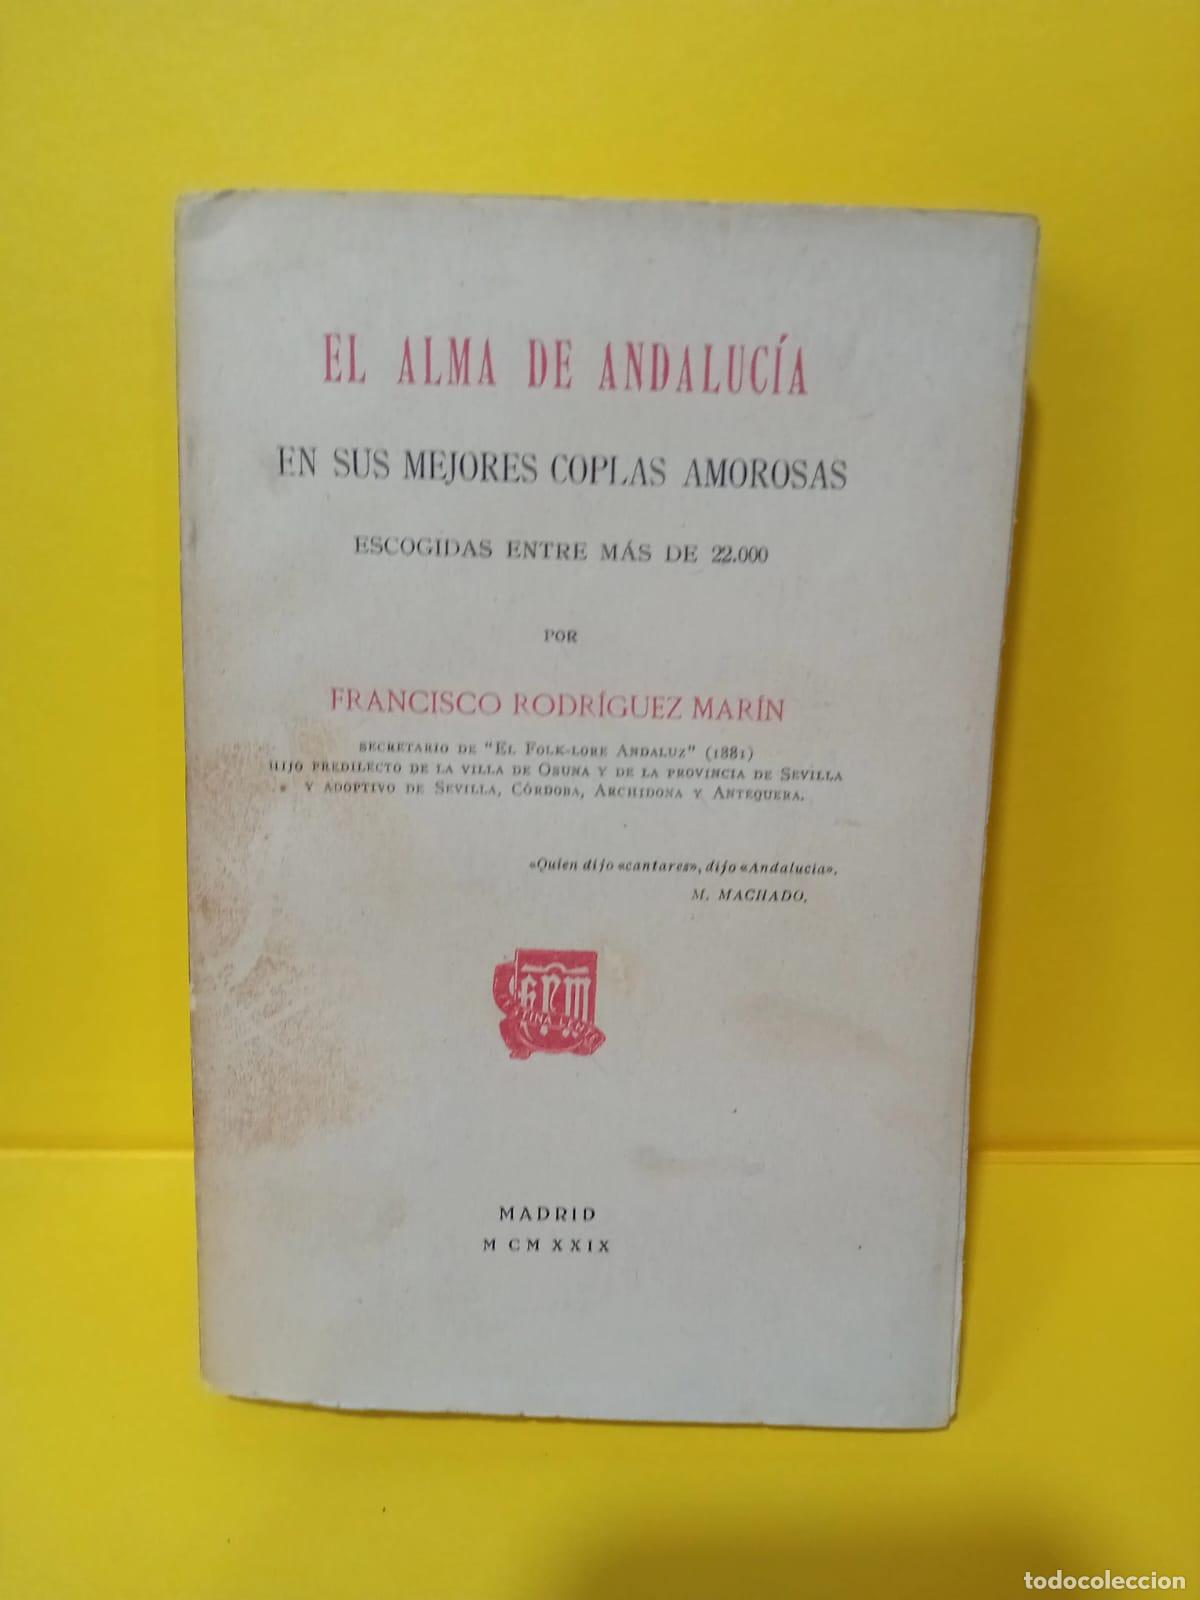 EL ALMA DE ANDALUCÍA
EN SUS MEJORES COPLAS AMOROSAS
ESCOGIDAS ENTRE MÁS DE 22.000
POR
FRANCISCO RODRÍGUEZ MARÍN
SECRETARIO DE "EL FOLK-LORE ANDALUZ" (1881)
HIJO PREDILECTO DE LA VILLA DE OSUNA Y DE LA PROVINCIA DE SEVILLA
Y ADOPTIVO DE SEVILLA, CÓRDOBA, ARCHIDONA Y ANTEQUERA.
«Quien dijo «cantares», dijo «Andalucía».
M. MACHADO.
MADRID
MCMXXIX
todocoleccion